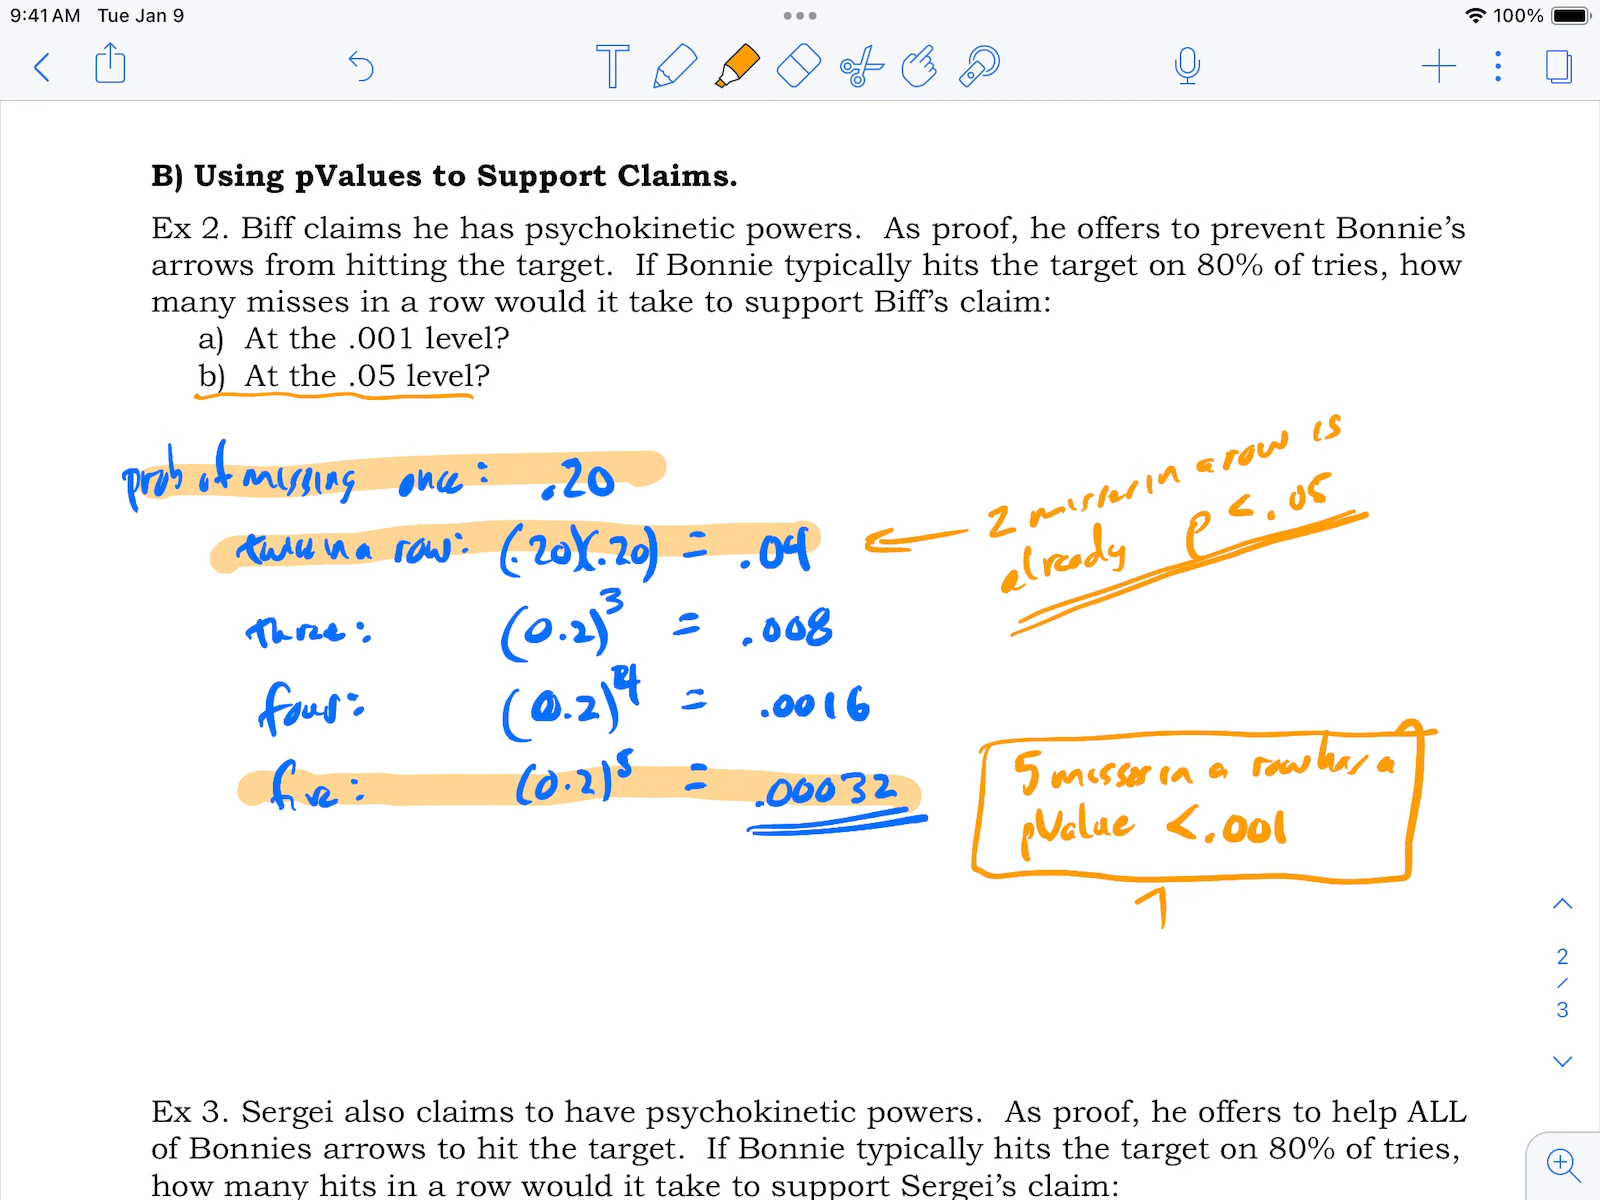 9:41 AM Tue Jan 9
100%
B) Using pValues to Support Claims.
Ex 2. Biff claims he has psychokinetic powers. As proof, he offers to prevent Bonnie's
arrows from hitting the target. If Bonnie typically hits the target on 80% of tries, how
many misses in a row would it take to support Biff's claim:
a) At the .001 level?
b) At the .05 level?
prob of missing once: .20
twice in a row: (.20)(.20) = .04
2 misses in a row is
already p < .05
three: (0.2)^3 = .008
four: (0.2)^4 = .0016
five: (0.2)^5 = .00032
5 misses in a row has a
pValue < .001
2
/
3
Ex 3. Sergei also claims to have psychokinetic powers. As proof, he offers to help ALL
of Bonnies arrows to hit the target. If Bonnie typically hits the target on 80% of tries,
how many hits in a row would it take to support Sergei's claim: